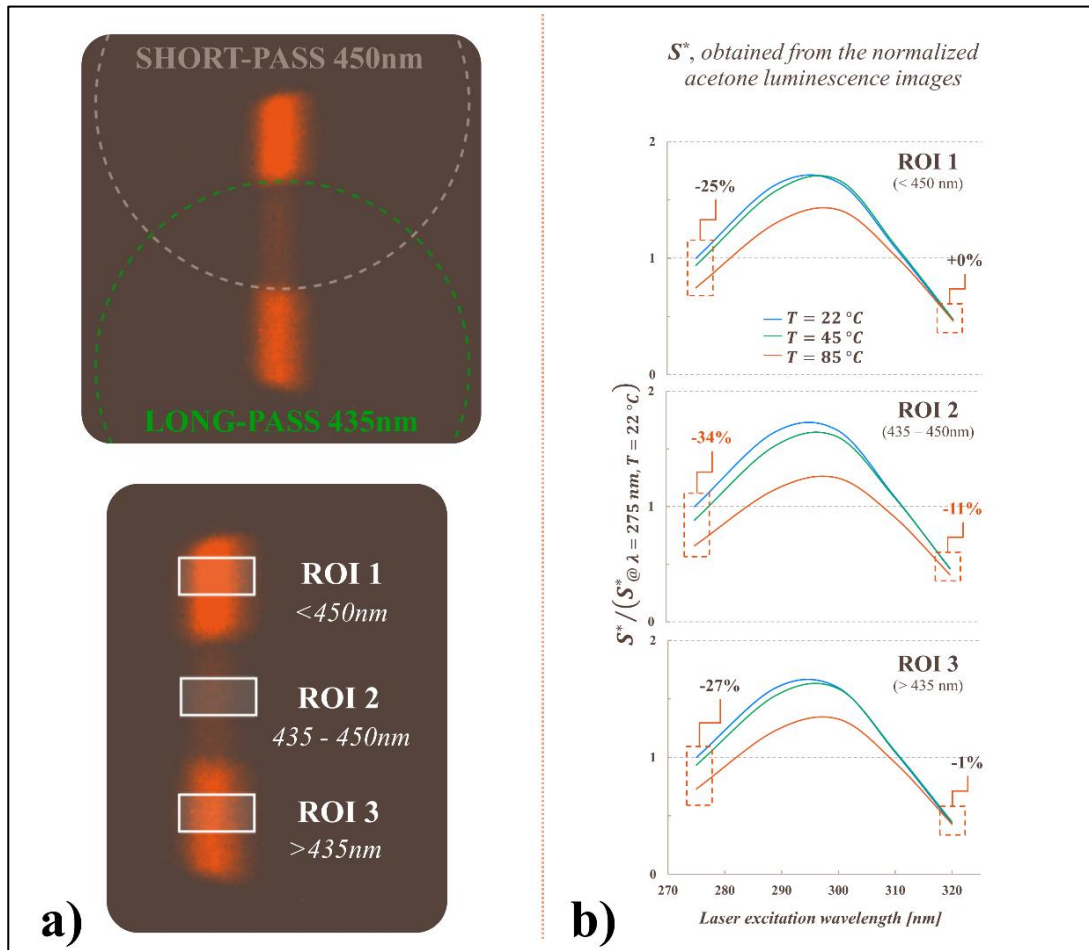 SHORT-PASS 450nm
LONG-PASS 435nm
ROI 1
<450nm
ROI 2
435 - 450nm
ROI 3
>435nm
a)
S*, obtained from the normalized
acetone luminescence images
S*/(S*@ λ = 275 nm, T = 22 °C)
2
ROI 1
(< 450 nm)
-25%
1
+0%
T = 22 °C
T = 45 °C
T = 85 °C
0
2
ROI 2
(435 – 450nm)
-34%
1
-11%
0
2
ROI 3
(> 435 nm)
-27%
1
-1%
0
270 280 290 300 310 320
Laser excitation wavelength [nm]
b)